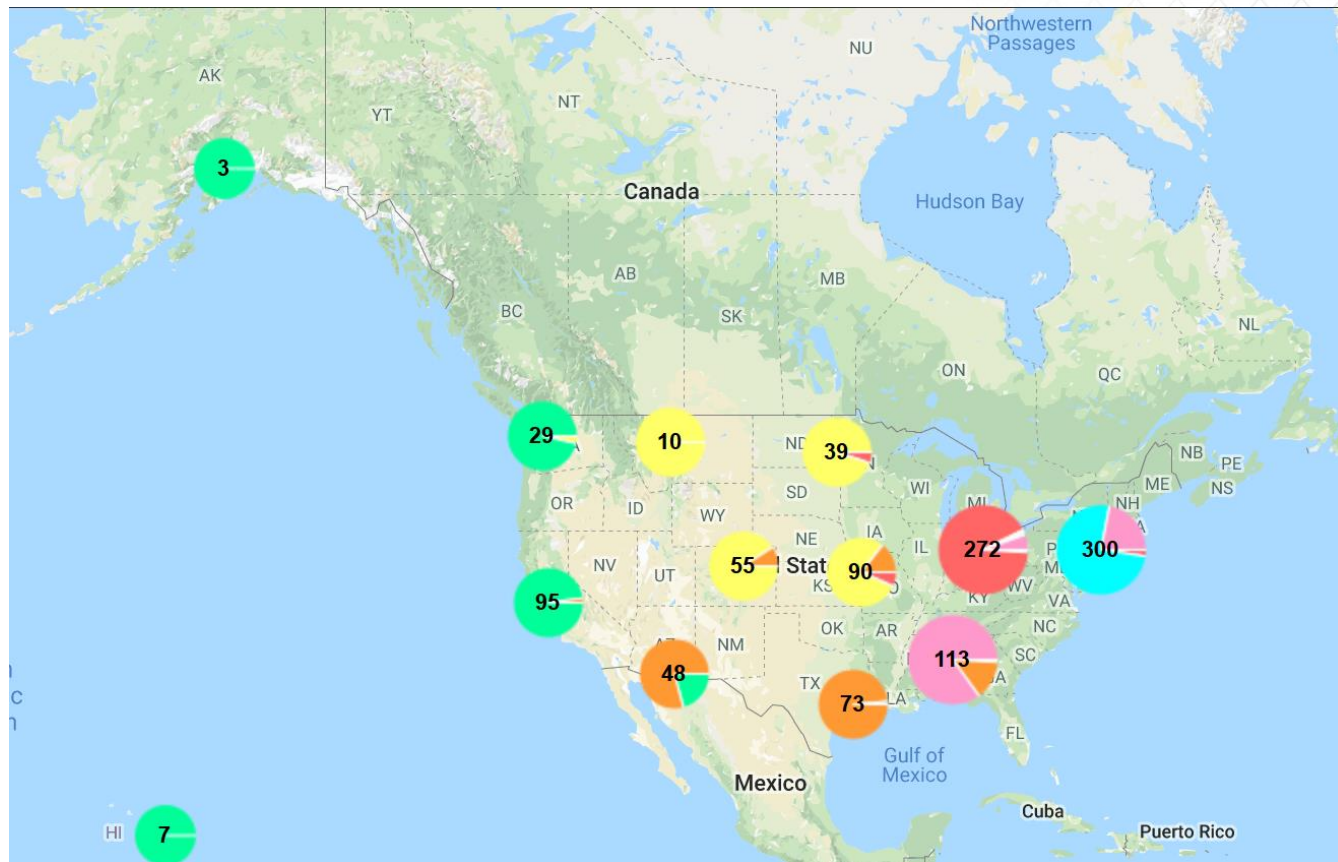 Northwestern
Passages
NU
AK
NT
YT
3
Canada
Hudson Bay
AB
MB
BC
SK
NL
ON
QC
29
10
39
ND
NB
PE
ME
NS
NH
OR
ID
SD
WI
MI
WY
IA
272
300
NE
IL
NV
55
90
State
UT
KS
WV
VA
95
KY
OK
AR
NC
NM
SC
113
48
TX
73
LA
FL
Gulf of
Mexico
Mexico
Cuba
HI
7
Puerto Rico